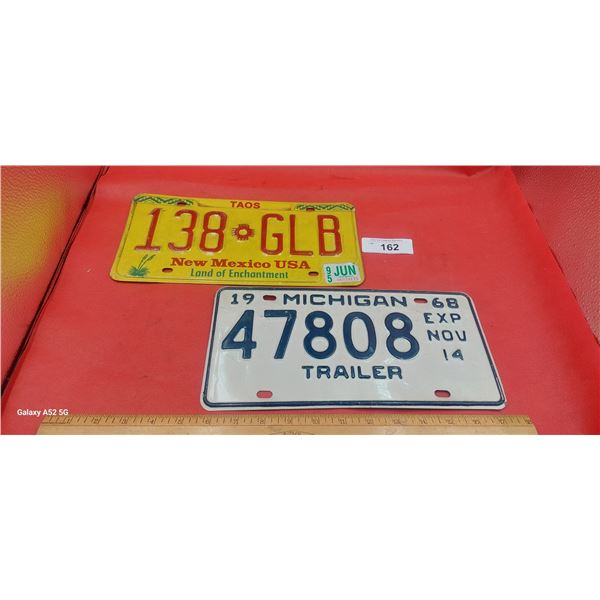 TAOS
138 GLB
New Mexico USA
Land of Enchantment
95 JUN
162
19 MICHIGAN 68
47808
EXP
NOV
14
TRAILER
Galaxy A52 5G